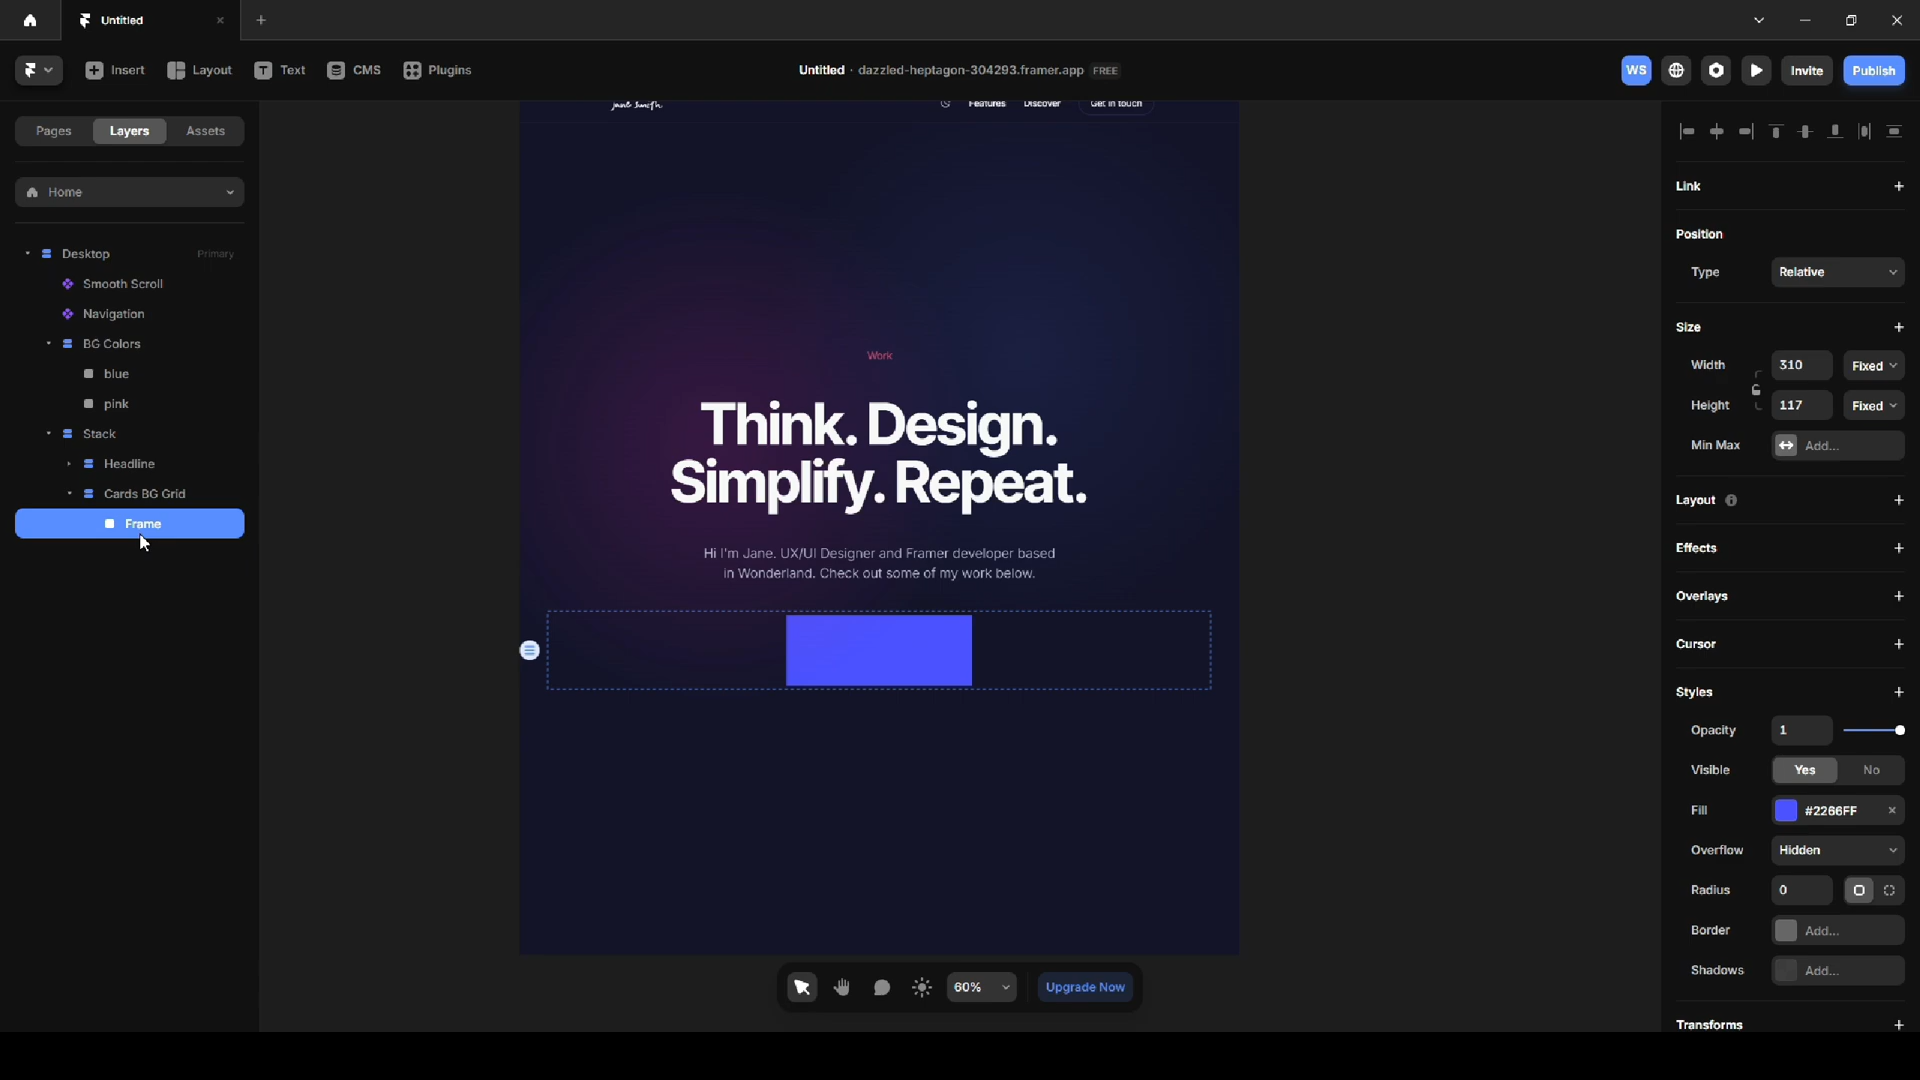 Untitled
Insert
Layout
Text
CMS
Plugins
Untitled · dazzled-heptagon-304293.framer.app FREE
WS
Invite
Publish
Pages
Layers
Assets
Home
Desktop
Primary
Smooth Scroll
Navigation
BG Colors
blue
pink
Stack
Headline
Cards BG Grid
Frame
jane smith
Features
Discover
Get in touch
Work
Think. Design.
Simplify. Repeat.
Hi I'm Jane. UX/UI Designer and Framer developer based
in Wonderland. Check out some of my work below.
60%
Upgrade Now
Link
Position
Type
Relative
Size
Width
310
Fixed
Height
117
Fixed
Min Max
Add...
Layout
Effects
Overlays
Cursor
Styles
Opacity
1
Visible
Yes
No
Fill
#2266FF
Overflow
Hidden
Radius
0
Border
Add...
Shadows
Add...
Transforms